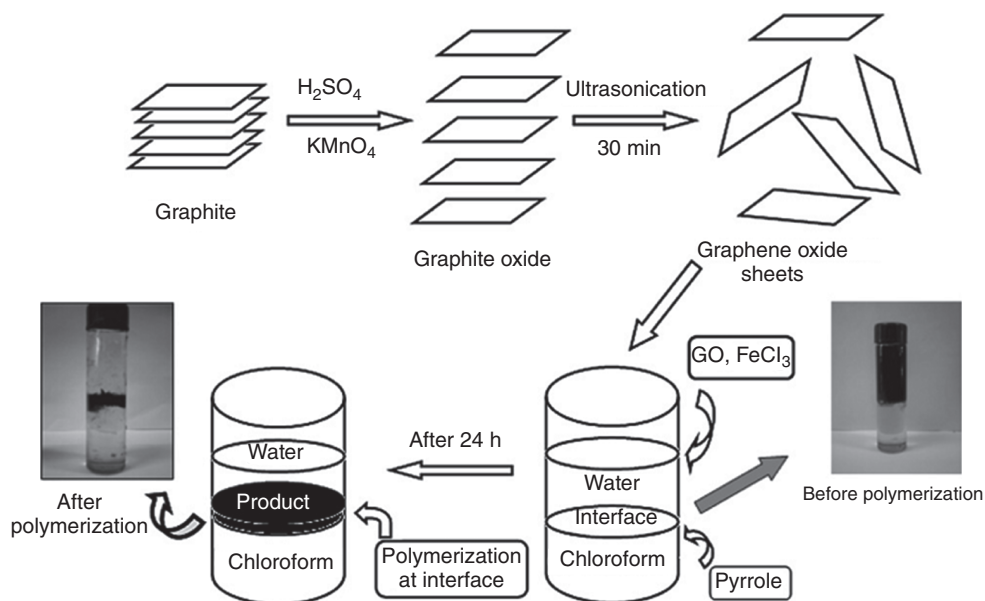 H₂SO₄
KMnO₄
Ultrasonication
30 min
Graphite
Graphite oxide
Graphene oxide
sheets
GO, FeCl₃
After 24 h
Water
Product
Chloroform
Water
Interface
Chloroform
After
polymerization
Polymerization
at interface
Pyrrole
Before polymerization